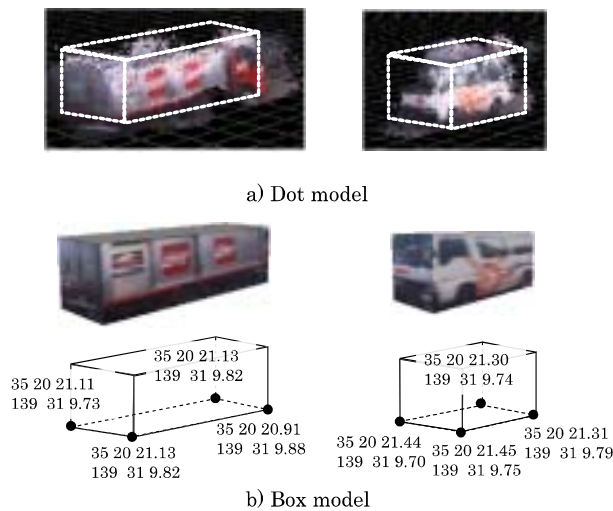 a) Dot model
35 20 21.13
139 31 9.82
35 20 21.11
139 31 9.73
35 20 20.91
139 31 9.88
35 20 21.13
139 31 9.82
35 20 21.30
139 31 9.74
35 20 21.44
139 31 9.70
35 20 21.45
139 31 9.75
35 20 21.31
139 31 9.79
b) Box model